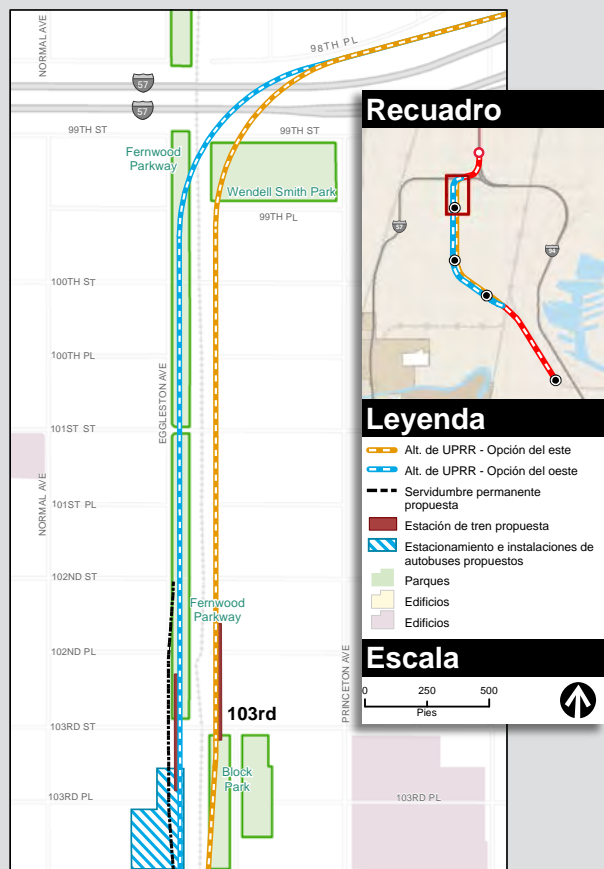 NORMAL AVE
98TH PL
57
57
99TH ST
99TH ST
Fernwood
Parkway
Wendell Smith Park
99TH PL
100TH ST
100TH PL
EGGLESTON AVE
101ST ST
NORMAL AVE
101ST PL
102ND ST
Fernwood
Parkway
102ND PL
PRINCETON AVE
103rd
103RD ST
Block
Park
103RD PL
103RD PL
Recuadro
57
94
Leyenda
Alt. de UPRR - Opción del este
Alt. de UPRR - Opción del oeste
Servidumbre permanente
propuesta
Estación de tren propuesta
Estacionamiento e instalaciones de
autobuses propuestos
Parques
Edificios
Edificios
Escala
0 250 500
Pies